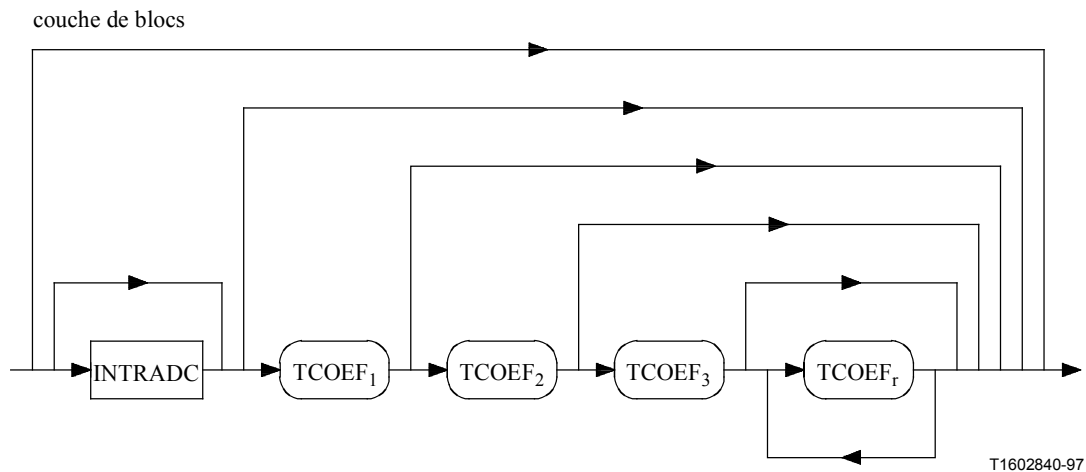 couche de blocs
INTRADC TCOEF1 TCOEF2 TCOEF3 TCOEFr
T1602840-97